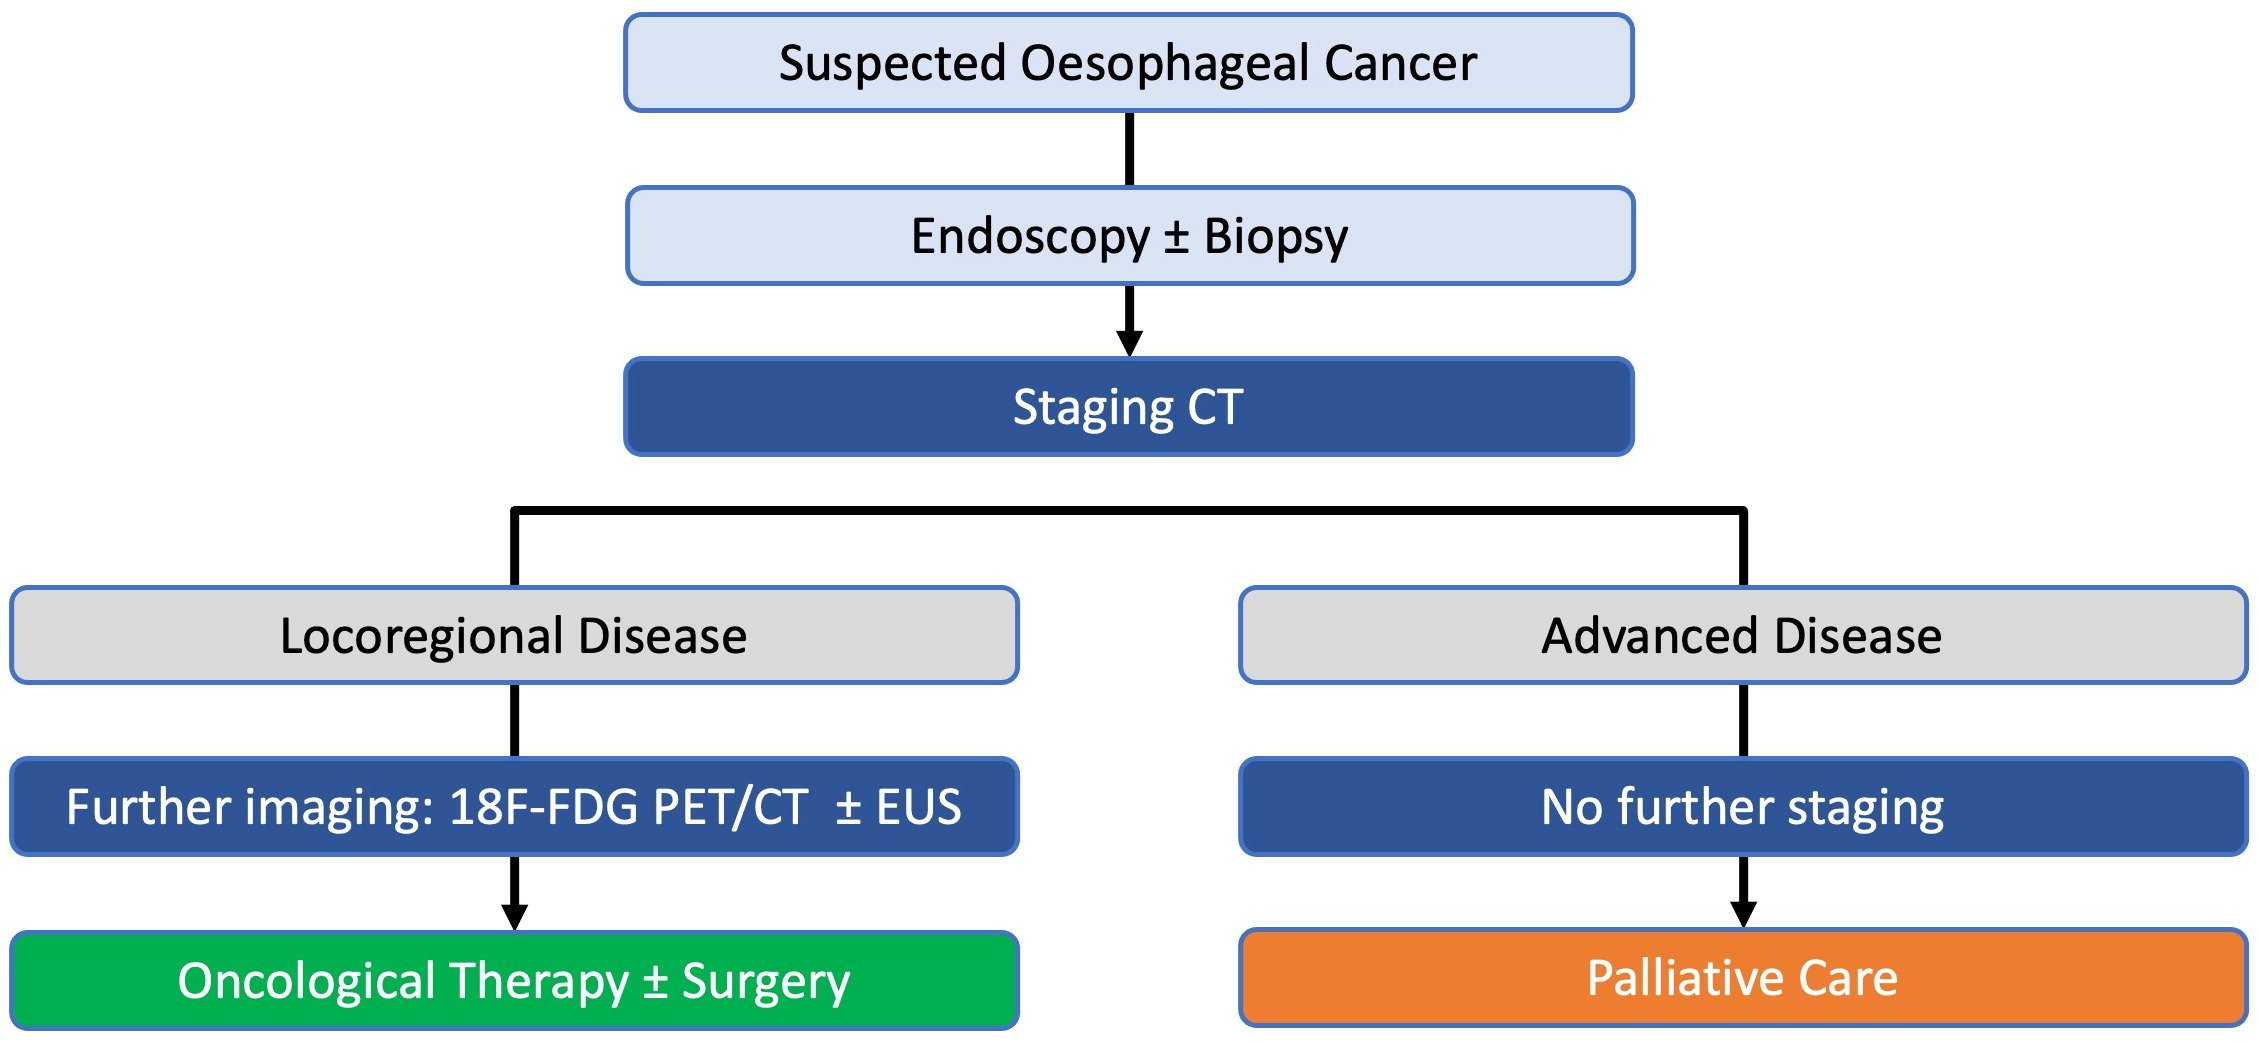 Suspected Oesophageal Cancer
Endoscopy ± Biopsy
Staging CT
Locoregional Disease
Advanced Disease
Further imaging: 18F-FDG PET/CT ± EUS
No further staging
Oncological Therapy ± Surgery
Palliative Care